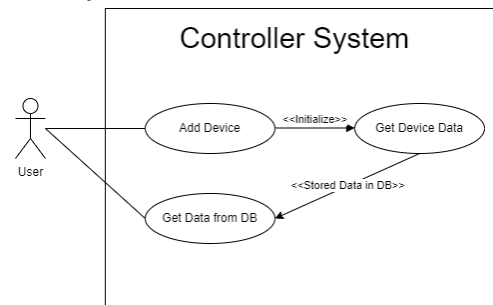 Controller System
<<Initialize>>
Add Device
Get Device Data
User
<<Stored Data in DB>>
Get Data from DB